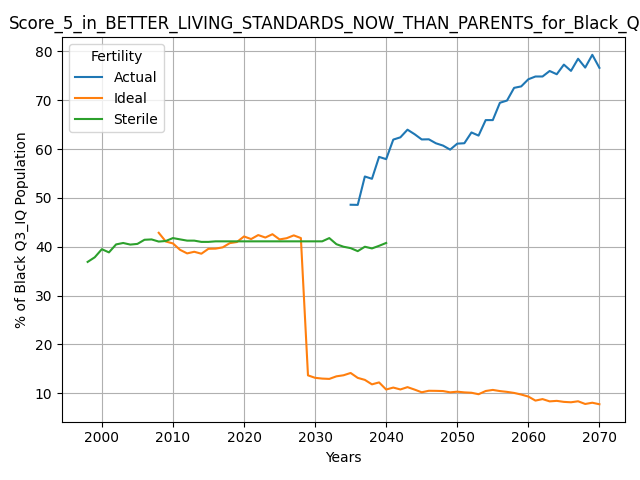 Score_5_in_BETTER_LIVING_STANDARDS_NOW_THAN_PARENTS_for_Black_Q
Fertility
Actual
Ideal
Sterile
% of Black Q3_IQ Population
80
70
60
50
40
30
20
10
2000 2010 2020 2030 2040 2050 2060 2070
Years